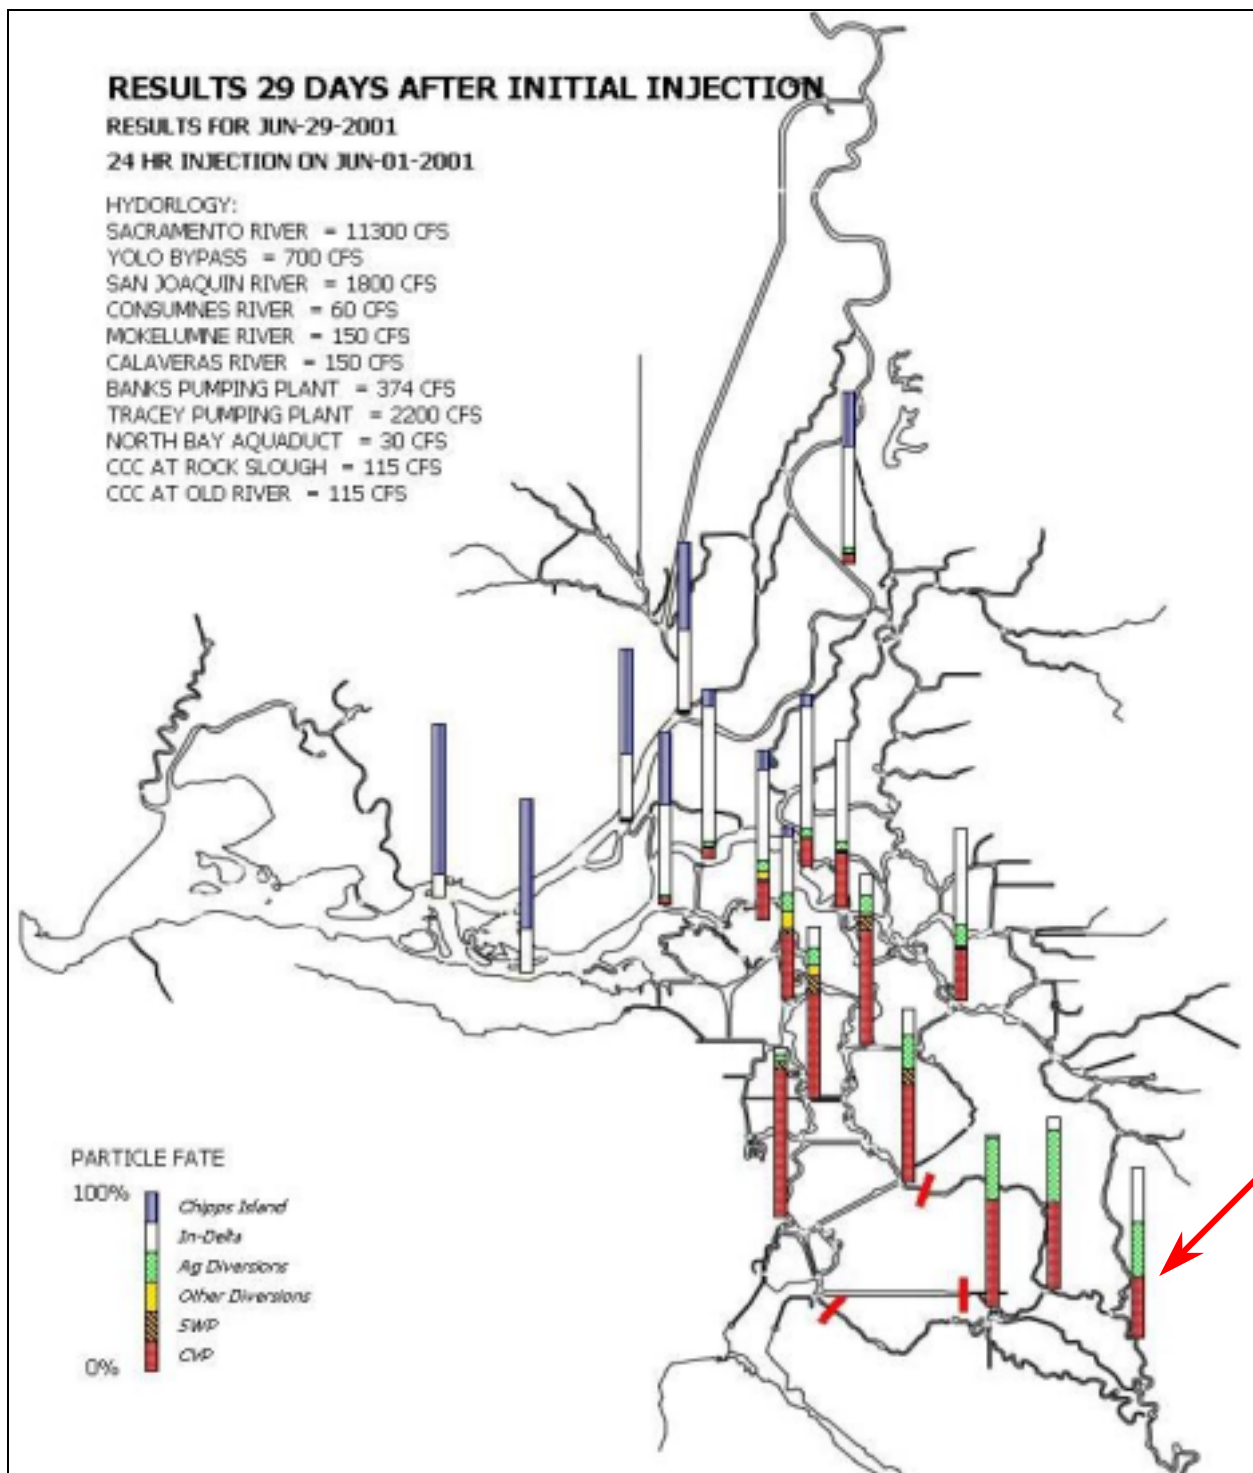 RESULTS 29 DAYS AFTER INITIAL INJECTION
RESULTS FOR JUN-29-2001
24 HR INJECTION ON JUN-01-2001
HYDORLOGY:
SACRAMENTO RIVER = 11300 CFS
YOLO BYPASS = 700 CFS
SAN JOAQUIN RIVER = 1800 CFS
CONSUMNES RIVER = 60 CFS
MOKELUMNE RIVER = 150 CFS
CALAVERAS RIVER = 150 CFS
BANKS PUMPING PLANT = 374 CFS
TRACEY PUMPING PLANT = 2200 CFS
NORTH BAY AQUADUCT = 30 CFS
CCC AT ROCK SLOUGH = 115 CFS
CCC AT OLD RIVER = 115 CFS
PARTICLE FATE
100%
Chipps Island
In-Delta
Ag Diversions
Other Diversions
SWP
CVP
0%